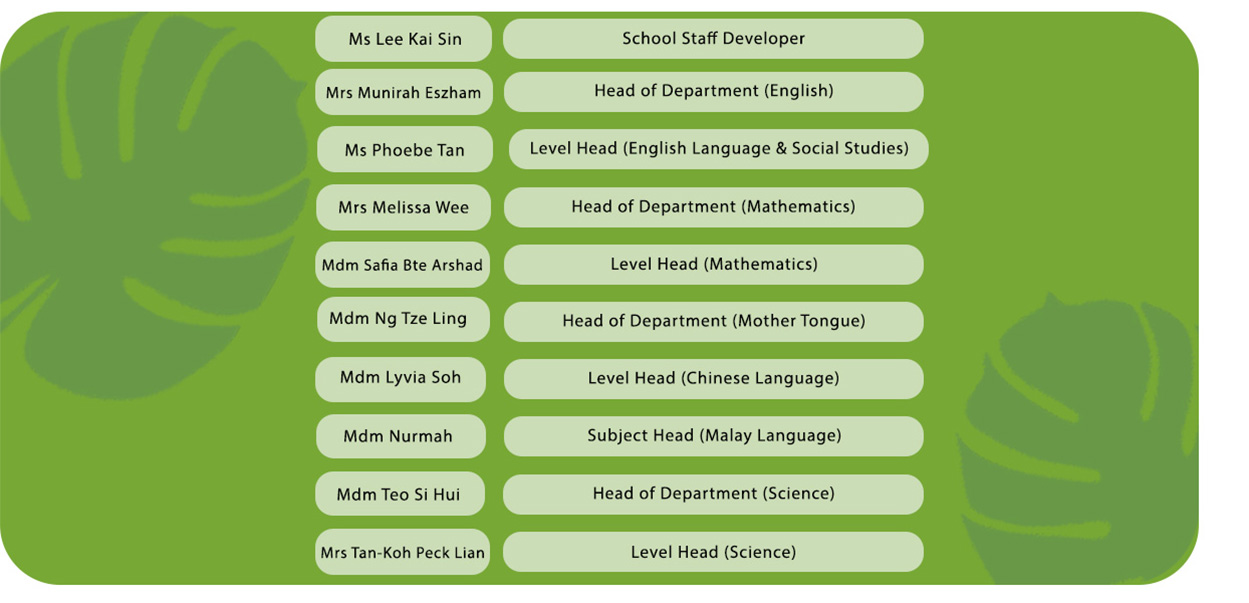 Ms Lee Kai Sin School Staff Developer
Mrs Munirah Eszham Head of Department (English)
Ms Phoebe Tan Level Head (English Language & Social Studies)
Mrs Melissa Wee Head of Department (Mathematics)
Mdm Safia Bte Arshad Level Head (Mathematics)
Mdm Ng Tze Ling Head of Department (Mother Tongue)
Mdm Lyvia Soh Level Head (Chinese Language)
Mdm Nurmah Subject Head (Malay Language)
Mdm Teo Si Hui Head of Department (Science)
Mrs Tan-Koh Peck Lian Level Head (Science)